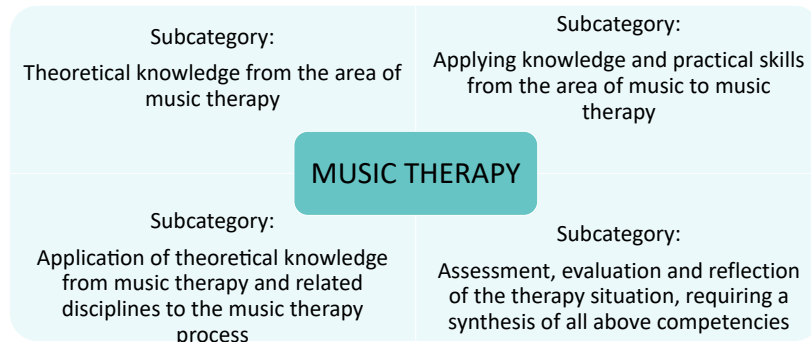 Subcategory:
Theoretical knowledge from the area of
music therapy
Subcategory:
Applying knowledge and practical skills
from the area of music to music
therapy
MUSIC THERAPY
Subcategory:
Application of theoretical knowledge
from music therapy and related
disciplines to the music therapy
process
Subcategory:
Assessment, evaluation and reflection
of the therapy situation, requiring a
synthesis of all above competencies